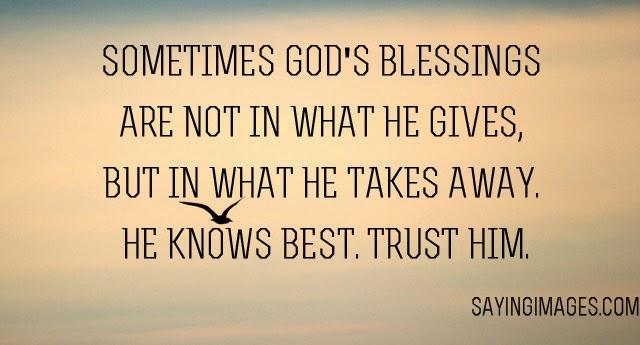 SOMETIMES GOD'S BLESSINGS
ARE NOT IN WHAT HE GIVES,
BUT IN WHAT HE TAKES AWAY.
HE KNOWS BEST. TRUST HIM.
SAYINGIMAGES.COM